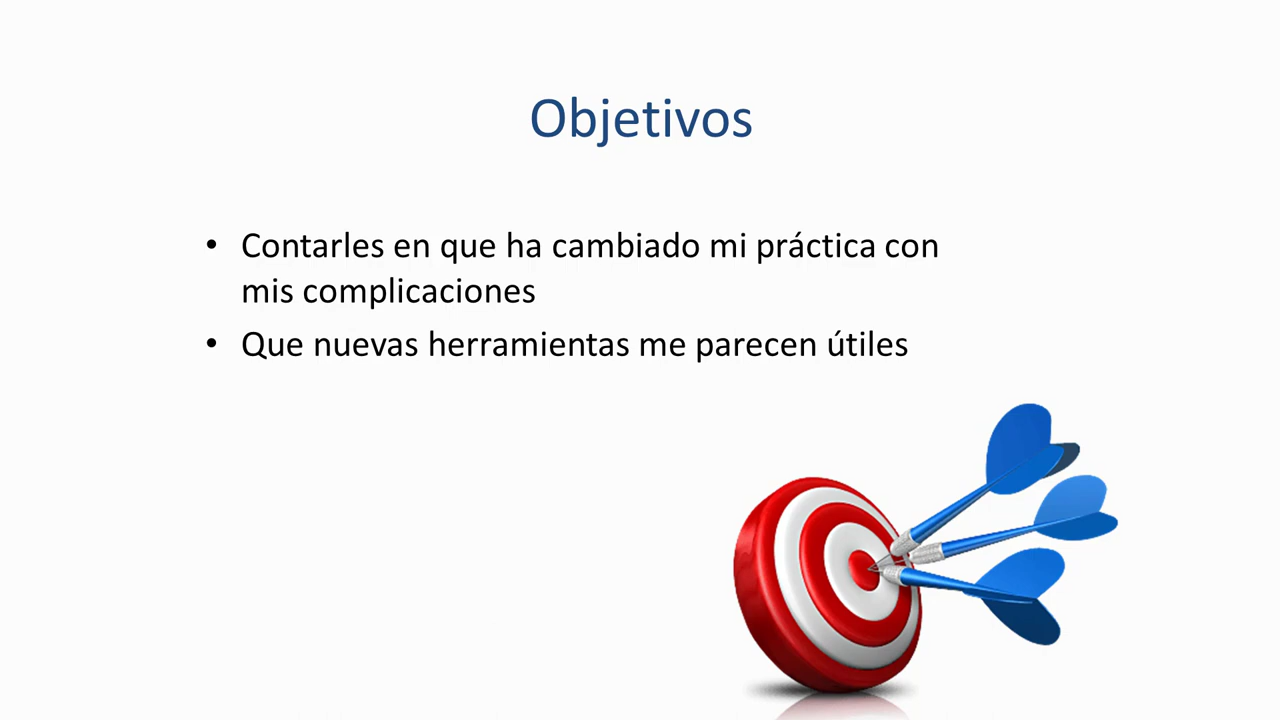 Objetivos
• Contarles en que ha cambiado mi práctica con
mis complicaciones
• Que nuevas herramientas me parecen útiles